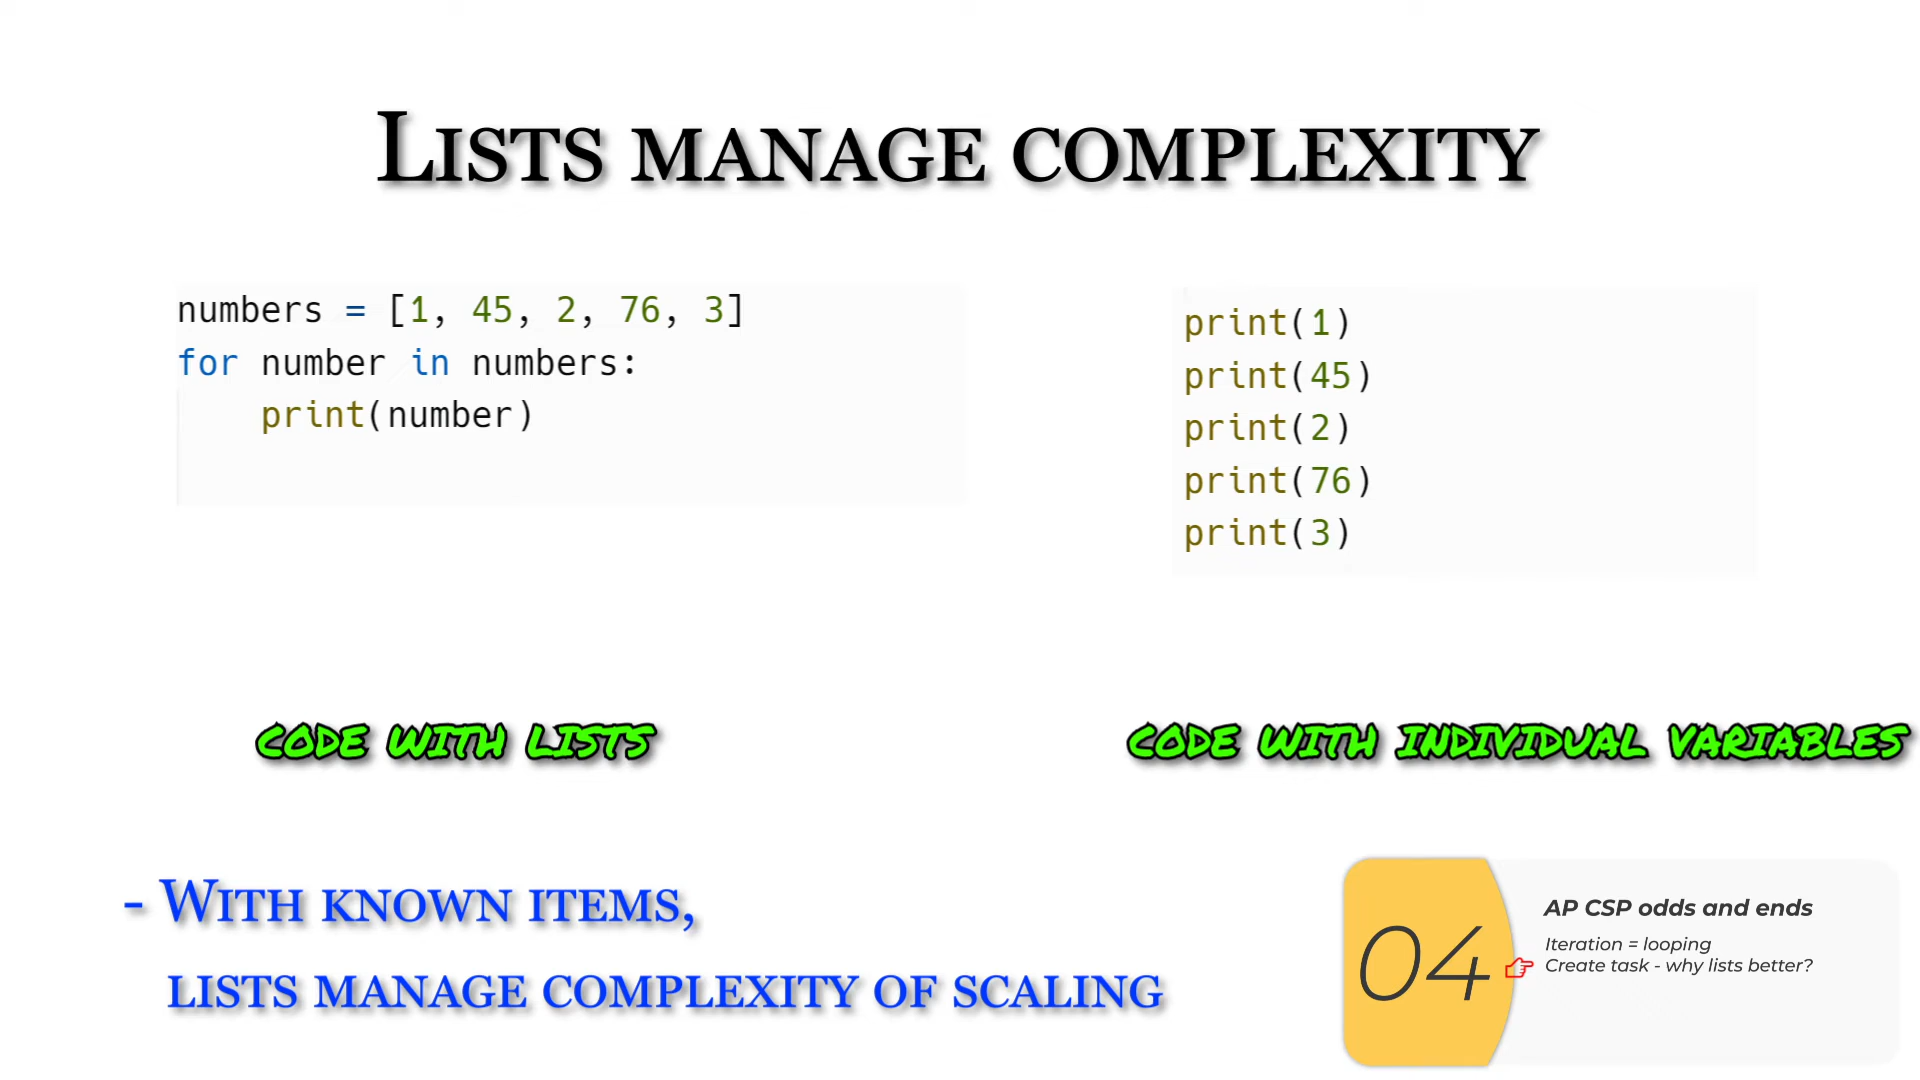 Lists manage complexity
numbers = [1, 45, 2, 76, 3]
for number in numbers:
    print(number)
print(1)
print(45)
print(2)
print(76)
print(3)
CODE WITH LISTS
CODE WITH INDIVIDUAL VARIABLES
- With known items,
lists manage complexity of scaling
04
AP CSP odds and ends
Iteration = looping
Create task - why lists better?